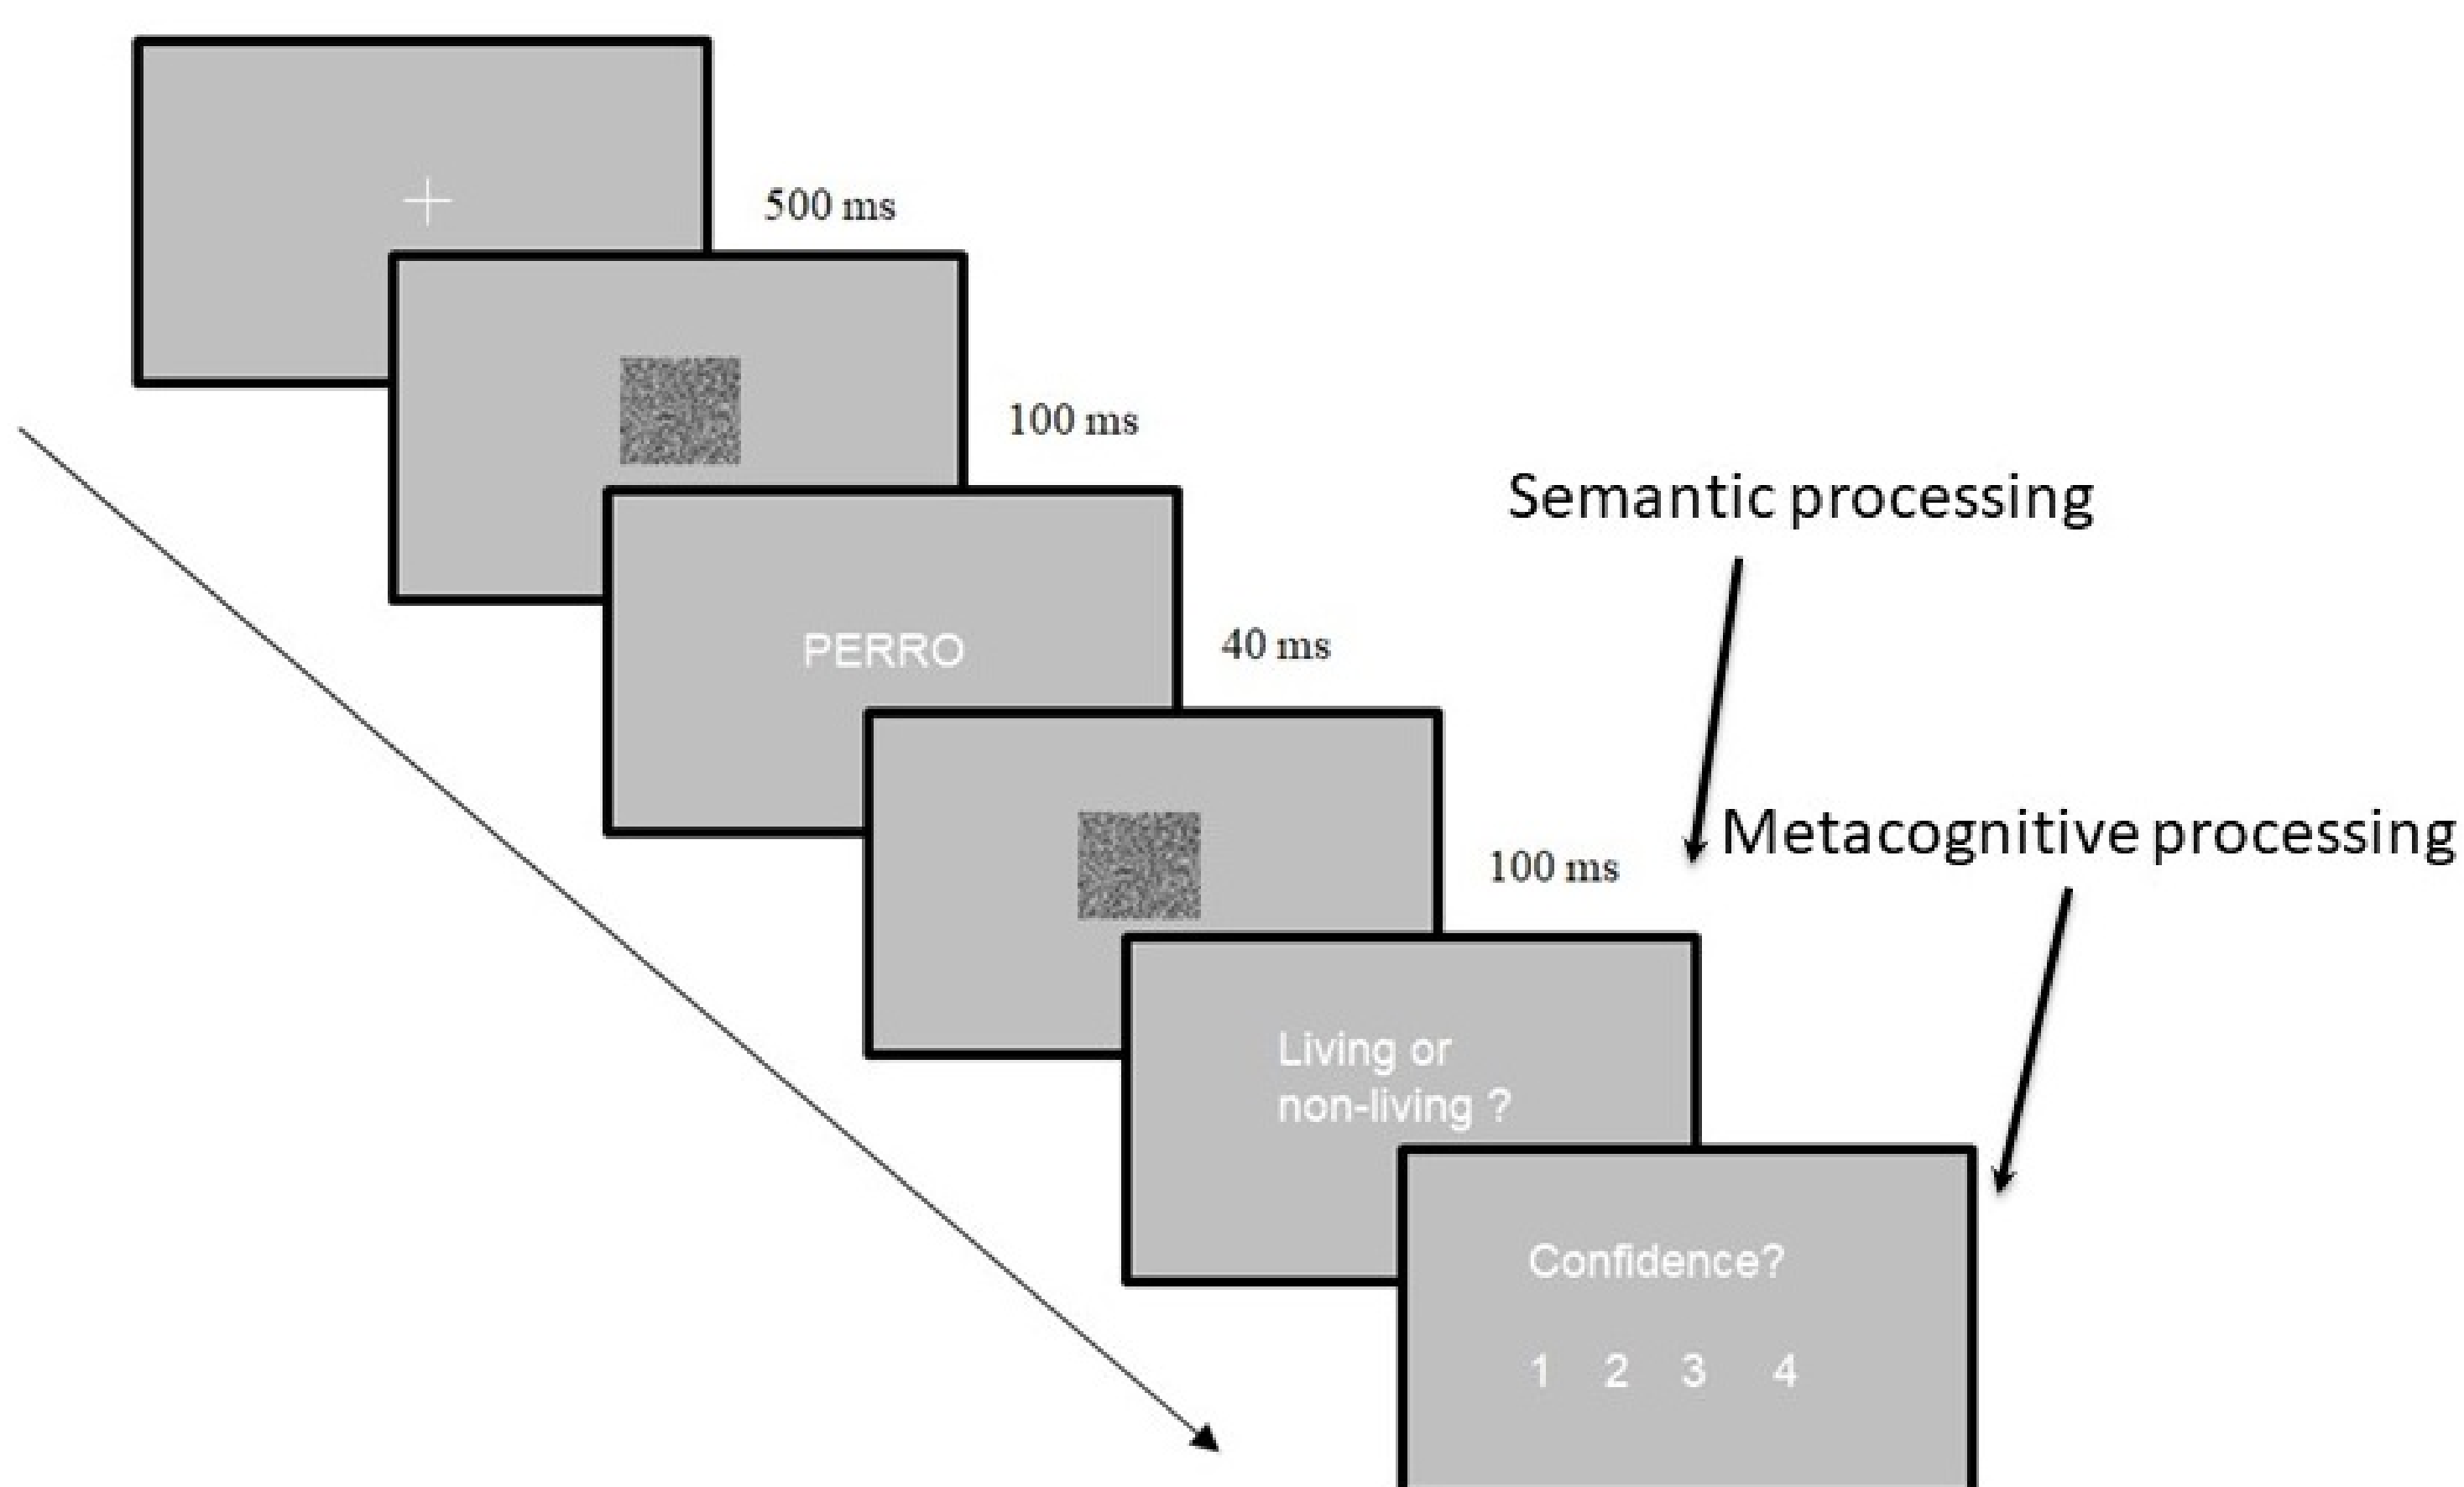 500 ms
100 ms
PERRO
40 ms
Semantic processing
100 ms
Metacognitive processing
Living or
non-living ?
Confidence?
1 2 3 4